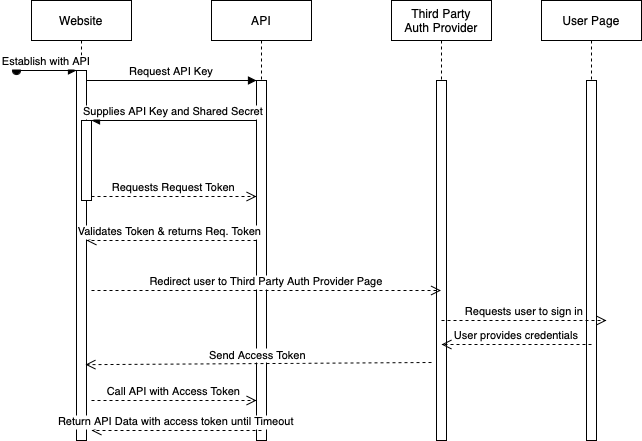 Website
API
Third Party
Auth Provider
User Page
Establish with API
Request API Key
Supplies API Key and Shared Secret
Requests Request Token
Validates Token & returns Req. Token
Redirect user to Third Party Auth Provider Page
Requests user to sign in
User provides credentials
Send Access Token
Call API with Access Token
Return API Data with access token until Timeout